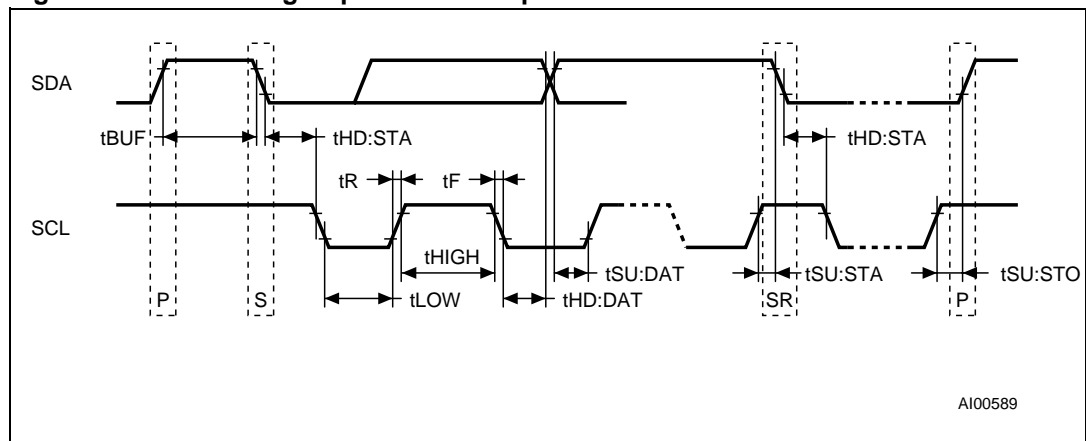 SDA
tBUF
tHD:STA
tHD:STA
tR
tF
SCL
tHIGH
tSU:DAT
tSU:STA
tSU:STO
P
S
tLOW
tHD:DAT
SR
P
AI00589